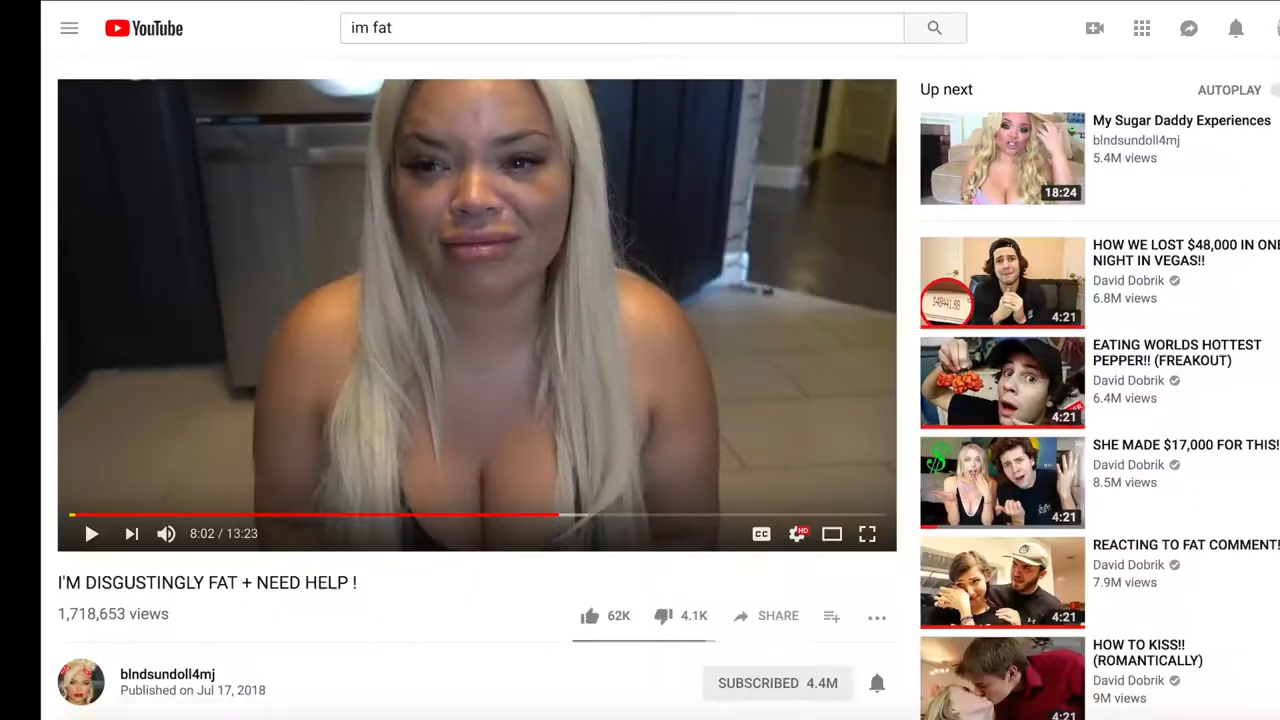 YouTube
im fat
Up next
AUTOPLAY
My Sugar Daddy Experiences
blndsundoll4mj
5.4M views
18:24
HOW WE LOST $48,000 IN ONE
NIGHT IN VEGAS!!
David Dobrik
6.8M views
4:21
EATING WORLDS HOTTEST
PEPPER!! (FREAKOUT)
David Dobrik
6.4M views
4:21
SHE MADE $17,000 FOR THIS!
David Dobrik
8.5M views
4:21
REACTING TO FAT COMMENT!
David Dobrik
7.9M views
4:21
HOW TO KISS!!
(ROMANTICALLY)
David Dobrik
9M views
4:21
8:02 / 13:23
CC
HD
I'M DISGUSTINGLY FAT + NEED HELP !
1,718,653 views
62K
4.1K
SHARE
blndsundoll4mj
Published on Jul 17, 2018
SUBSCRIBED 4.4M